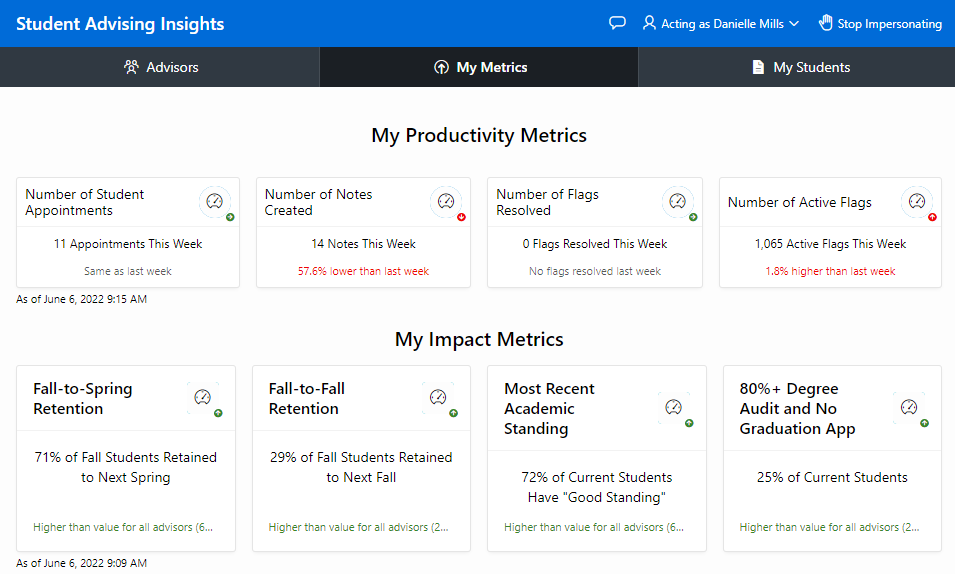 Student Advising Insights
Acting as Danielle Mills
Stop Impersonating
Advisors
My Metrics
My Students
My Productivity Metrics
Number of Student
Appointments
11 Appointments This Week
Same as last week
Number of Notes
Created
14 Notes This Week
57.6% lower than last week
Number of Flags
Resolved
0 Flags Resolved This Week
No flags resolved last week
Number of Active Flags
1,065 Active Flags This Week
1.8% higher than last week
As of June 6, 2022 9:15 AM
My Impact Metrics
Fall-to-Spring
Retention
71% of Fall Students Retained
to Next Spring
Higher than value for all advisors (6...
Fall-to-Fall
Retention
29% of Fall Students Retained
to Next Fall
Higher than value for all advisors (2...
Most Recent
Academic
Standing
72% of Current Students
Have "Good Standing"
Higher than value for all advisors (6...
80%+ Degree
Audit and No
Graduation App
25% of Current Students
Higher than value for all advisors (2...
As of June 6, 2022 9:09 AM